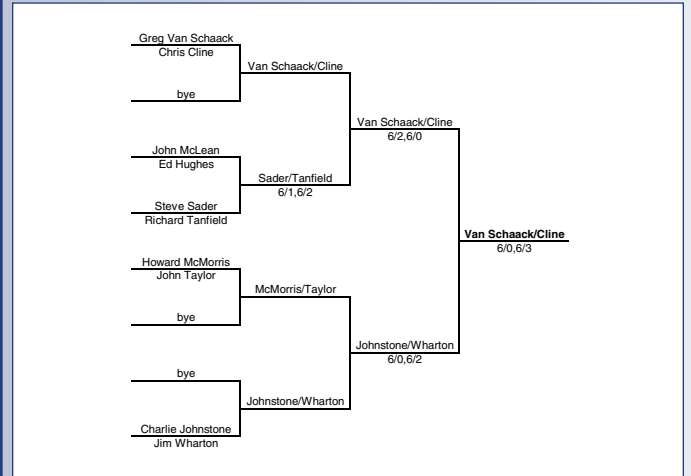 Greg Van Schaack
Chris Cline
Van Schaack/Cline
bye
Van Schaack/Cline
6/2,6/0
John McLean
Ed Hughes
Sader/Tanfield
6/1,6/2
Steve Sader
Richard Tanfield
Van Schaack/Cline
6/0,6/3
Howard McMorris
John Taylor
McMorris/Taylor
bye
Johnstone/Wharton
6/0,6/2
bye
Johnstone/Wharton
Charlie Johnstone
Jim Wharton